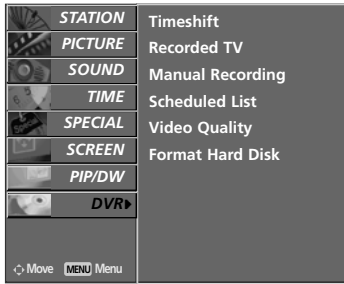 STATION
PICTURE
SOUND
TIME
SPECIAL
SCREEN
PIP/DW
DVR
Move MENU Menu
Timeshift
Recorded TV
Manual Recording
Scheduled List
Video Quality
Format Hard Disk